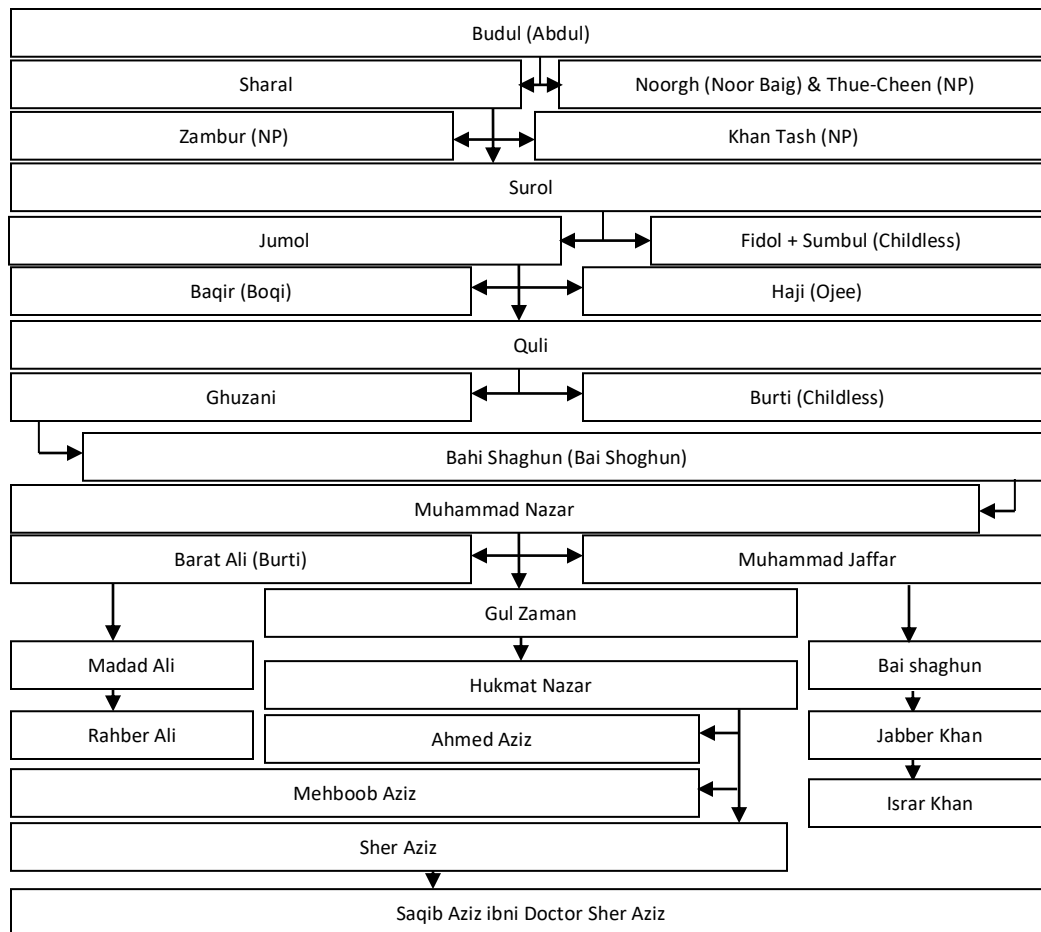 Budul (Abdul)
Sharal
Noorgh (Noor Baig) & Thue-Cheen (NP)
Zambur (NP)
Khan Tash (NP)
Surol
Jumol
Fidol + Sumbul (Childless)
Baqir (Boqi)
Haji (Ojee)
Quli
Ghuzani
Burti (Childless)
Bahi Shaghun (Bai Shoghun)
Muhammad Nazar
Barat Ali (Burti)
Muhammad Jaffar
Gul Zaman
Madad Ali
Bai shaghun
Hukmat Nazar
Rahber Ali
Ahmed Aziz
Jabber Khan
Mehboob Aziz
Israr Khan
Sher Aziz
Saqib Aziz ibni Doctor Sher Aziz